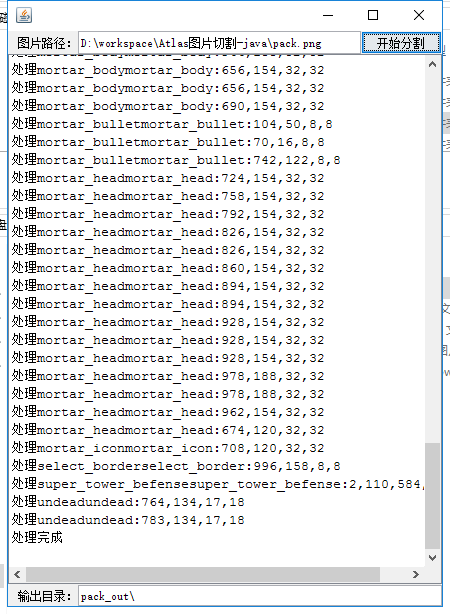 图片路径：
D:\workspace\Atlas图片切割-java\pack.png
开始分割
处理mortar_bodymortar_body:656,154,32,32
处理mortar_bodymortar_body:656,154,32,32
处理mortar_bodymortar_body:690,154,32,32
处理mortar_bulletmortar_bullet:104,50,8,8
处理mortar_bulletmortar_bullet:70,16,8,8
处理mortar_bulletmortar_bullet:742,122,8,8
处理mortar_headmortar_head:724,154,32,32
处理mortar_headmortar_head:758,154,32,32
处理mortar_headmortar_head:792,154,32,32
处理mortar_headmortar_head:826,154,32,32
处理mortar_headmortar_head:826,154,32,32
处理mortar_headmortar_head:860,154,32,32
处理mortar_headmortar_head:894,154,32,32
处理mortar_headmortar_head:894,154,32,32
处理mortar_headmortar_head:928,154,32,32
处理mortar_headmortar_head:928,154,32,32
处理mortar_headmortar_head:928,154,32,32
处理mortar_headmortar_head:978,188,32,32
处理mortar_headmortar_head:978,188,32,32
处理mortar_headmortar_head:962,154,32,32
处理mortar_headmortar_head:674,120,32,32
处理mortar_iconmortar_icon:708,120,32,32
处理select_borderselect_border:996,158,8,8
处理super_tower_befensesuper_tower_befense:2,110,584,
处理undeadundead:764,134,17,18
处理undeadundead:783,134,17,18
处理完成
输出目录：
pack_out\